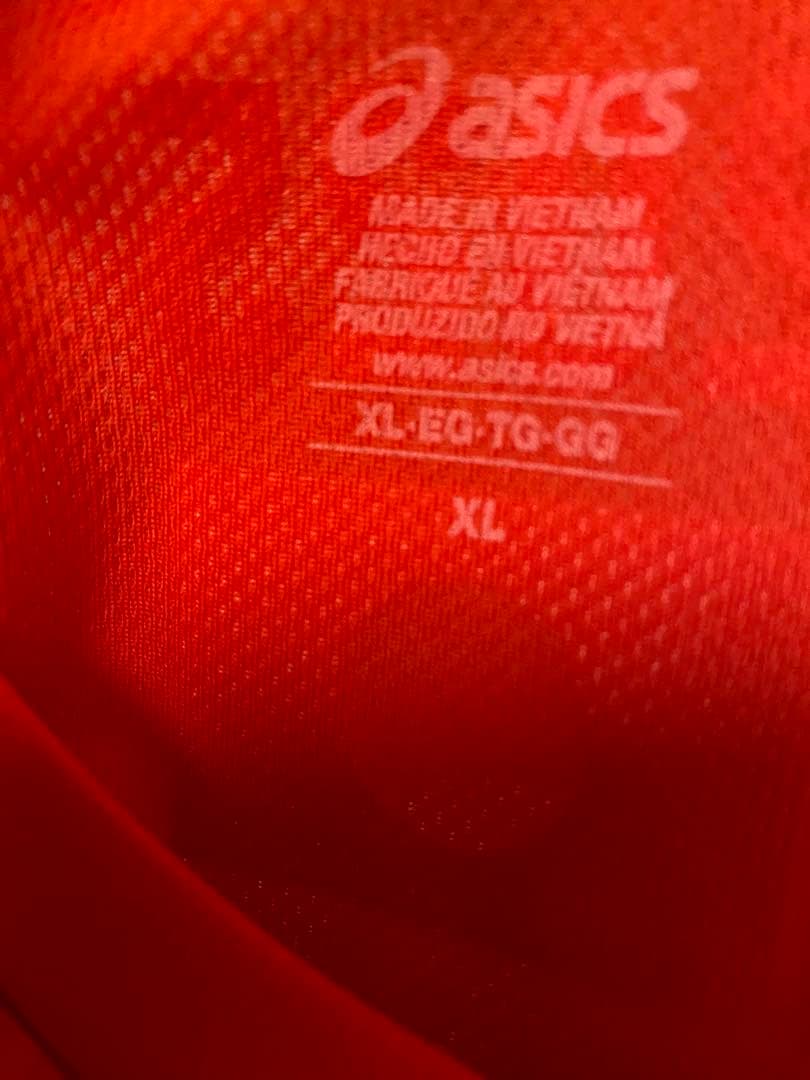 asics
MADE IN VIETNAM
HECHO EN VIETNAM
FABRIQUE AU VIETNAM
PRODUZIDO NO VIETNÃ
www.asics.com
XL·EG·TG·GG
XL